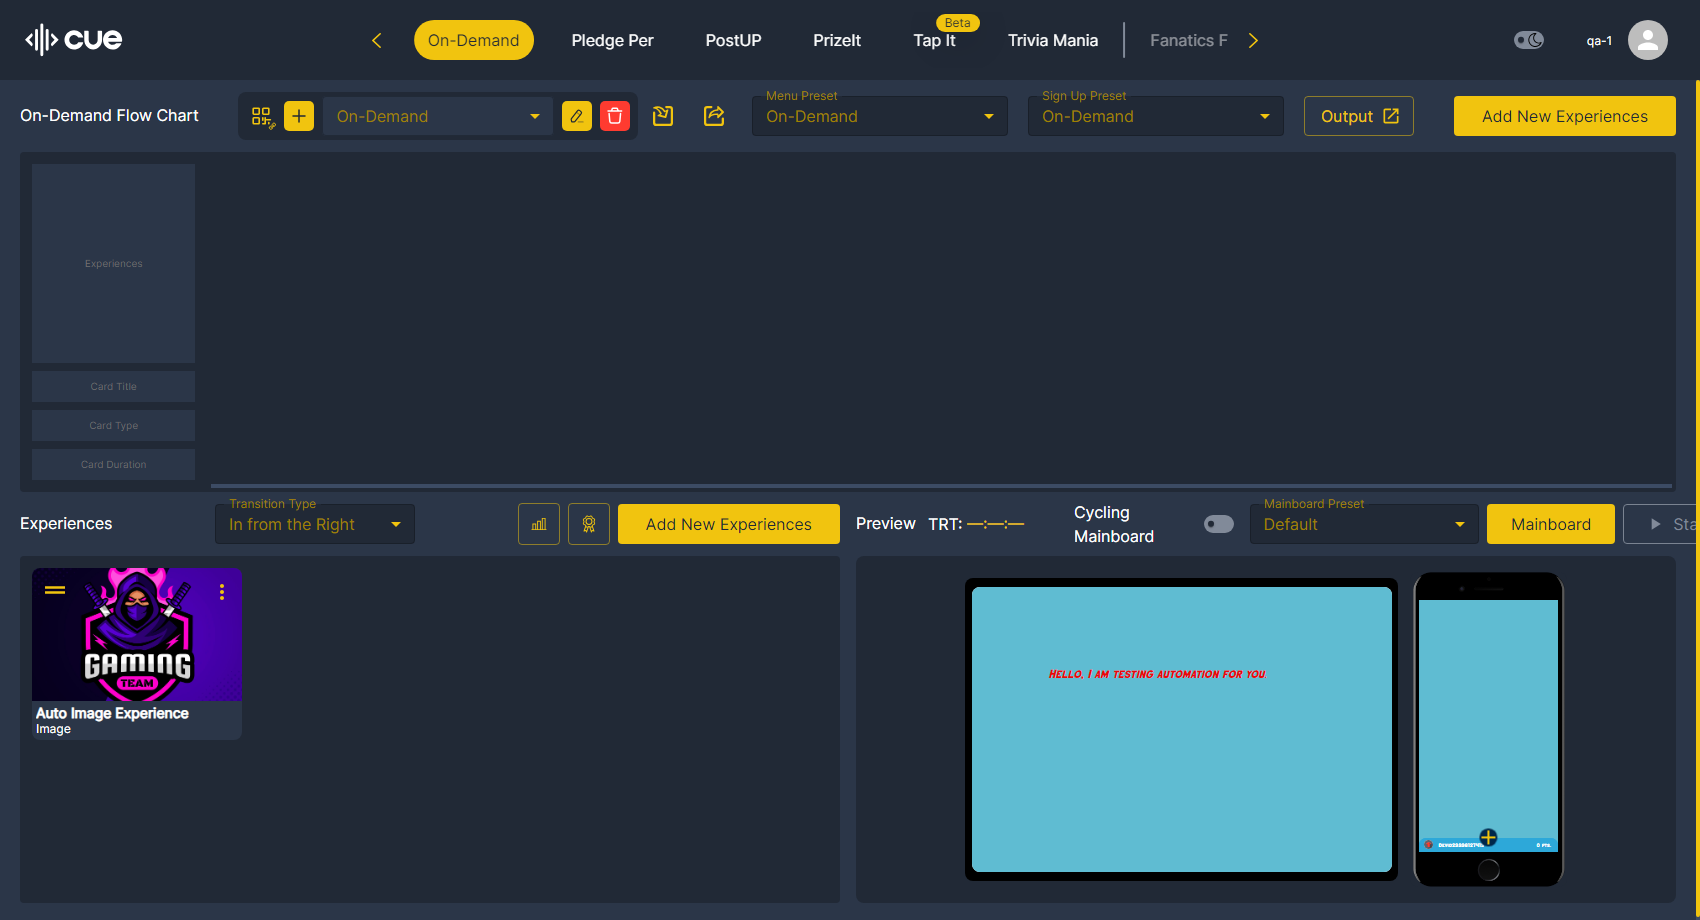 cue
On-Demand
Pledge Per
PostUP
PrizeIt
Beta
Tap It
Trivia Mania
Fanatics F
qa-1
On-Demand Flow Chart
On-Demand
Menu Preset
On-Demand
Sign Up Preset
On-Demand
Output
Add New Experiences
Experiences
Card Title
Card Type
Card Duration
Experiences
Transition Type
In from the Right
Add New Experiences
Preview
TRT: —:—:—
Cycling
Mainboard
Mainboard Preset
Default
Mainboard
Sta
GAMING
TEAM
Auto Image Experience
Image
Hello, I am testing automation for you
0 Pts.